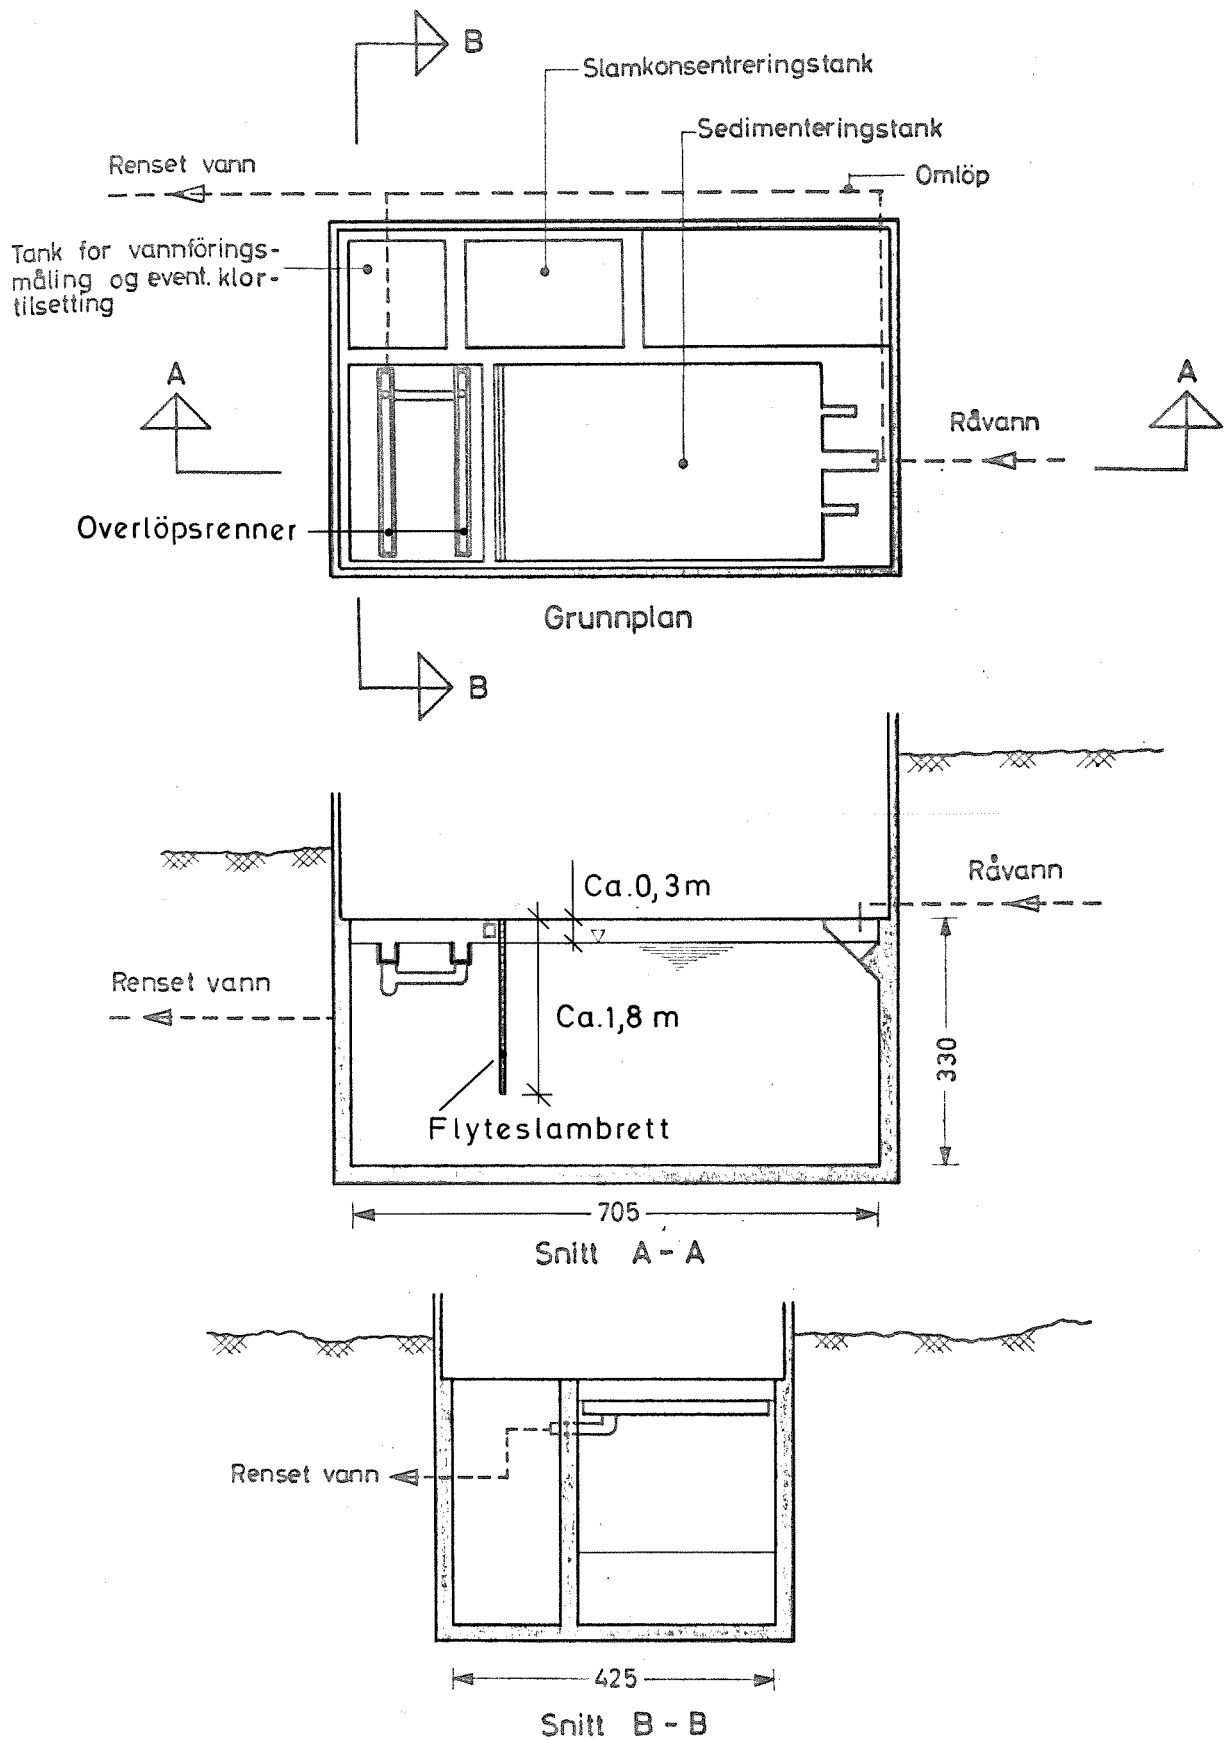 B
Slamkonsentreringstank
Sedimenteringstank
Renset vann
Omlöp
Tank for vannförings-
måling og event. klor-
tilsetting
A
A
Råvann
Overlöpsrenner
Grunnplan
B
Ca.0,3m
Råvann
Renset vann
Ca.1,8 m
330
Flyteslambrett
705
Snitt A-A
Renset vann
425
Snitt B-B